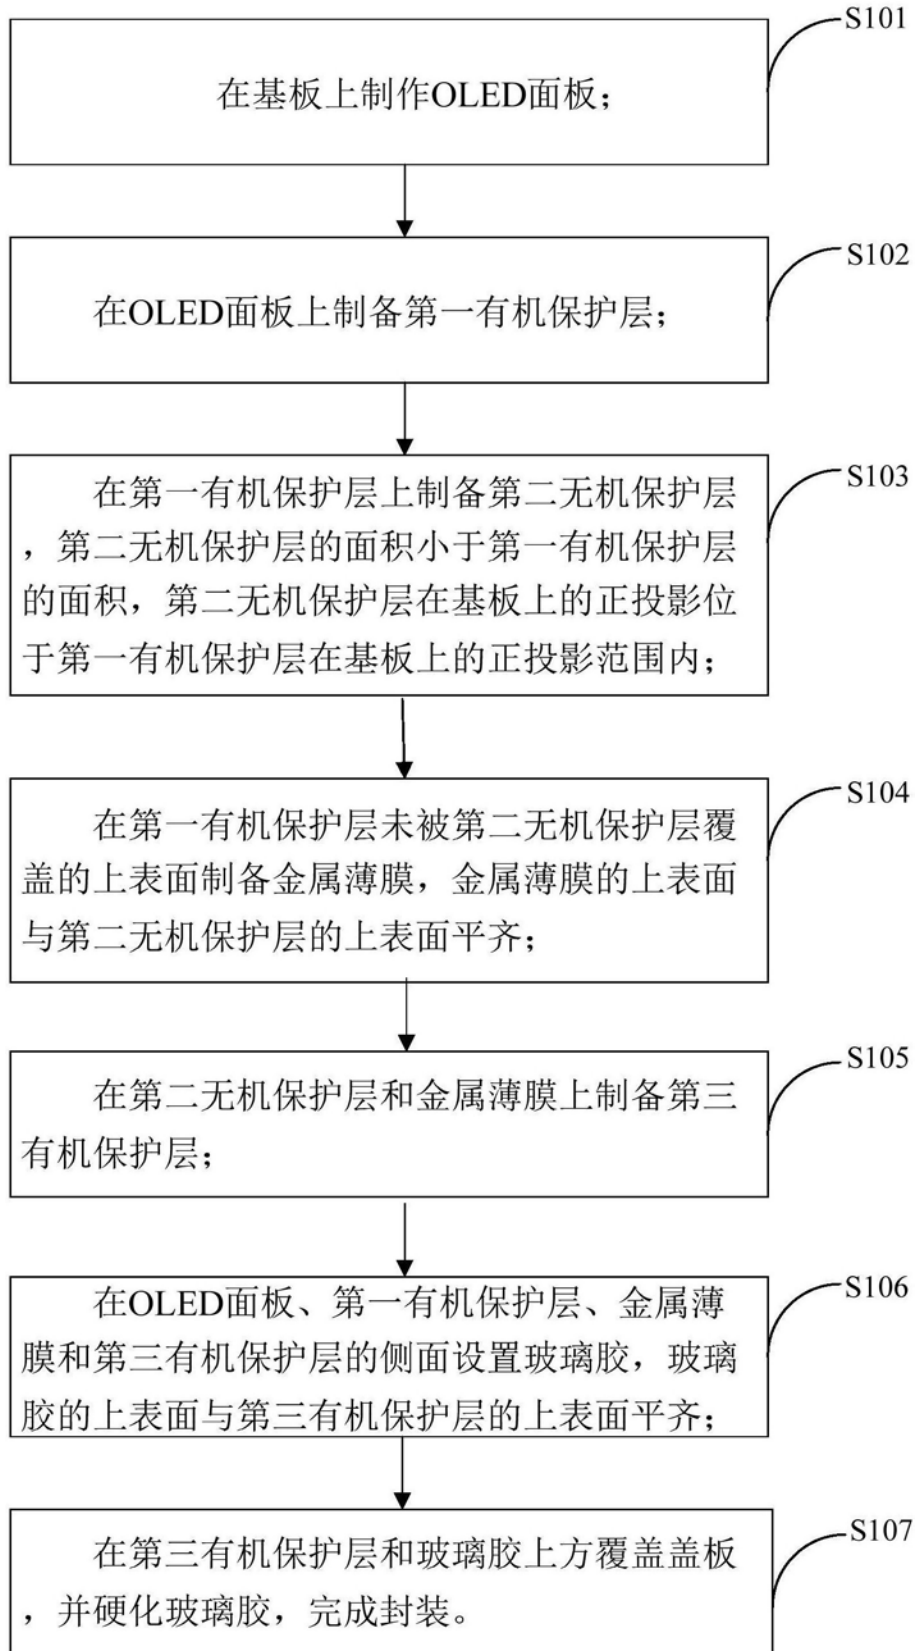 S101
在基板上制作OLED面板；
S102
在OLED面板上制备第一有机保护层；
S103
在第一有机保护层上制备第二无机保护层
，第二无机保护层的面积小于第一有机保护层
的面积，第二无机保护层在基板上的正投影位
于第一有机保护层在基板上的正投影范围内；
S104
在第一有机保护层未被第二无机保护层覆
盖的上表面制备金属薄膜，金属薄膜的上表面
与第二无机保护层的上表面平齐；
S105
在第二无机保护层和金属薄膜上制备第三
有机保护层；
S106
在OLED面板、第一有机保护层、金属薄
膜和第三有机保护层的侧面设置玻璃胶，玻璃
胶的上表面与第三有机保护层的上表面平齐；
S107
在第三有机保护层和玻璃胶上方覆盖盖板
，并硬化玻璃胶，完成封装。